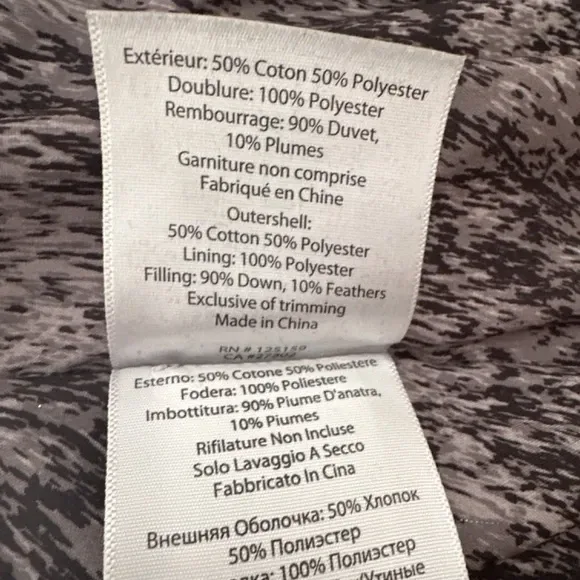 Extérieur: 50% Coton 50% Polyester
Doublure: 100% Polyester
Rembourrage: 90% Duvet,
10% Plumes
Garniture non comprise
Fabriqué en Chine
Outershell:
50% Cotton 50% Polyester
Lining: 100% Polyester
Filling: 90% Down, 10% Feathers
Exclusive of trimming
Made in China
RN # 125159
CA #27902
Esterno: 50% Cotone 50% Poliestere
Fodera: 100% Poliestere
Imbottitura: 90% Piume D'anatra,
10% Piumes
Rifilature Non Incluse
Solo Lavaggio A Secco
Fabbricato In Cina
Внешняя Оболочка: 50% Хлопок
50% Полиэстер
100% Полиэстер